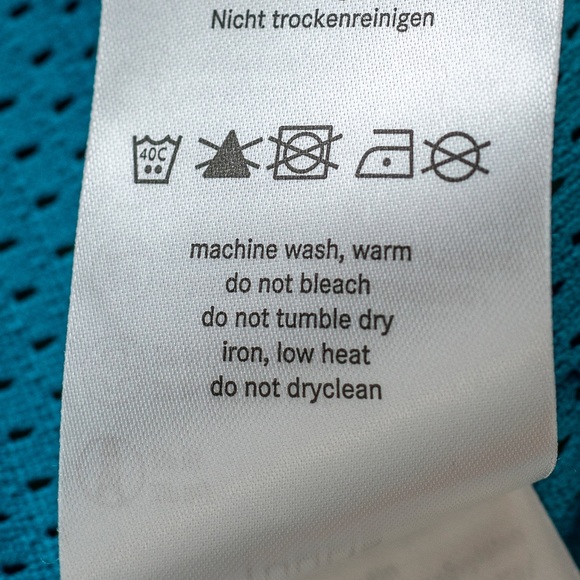 Nicht trockenreinigen
40C
machine wash, warm
do not bleach
do not tumble dry
iron, low heat
do not dryclean